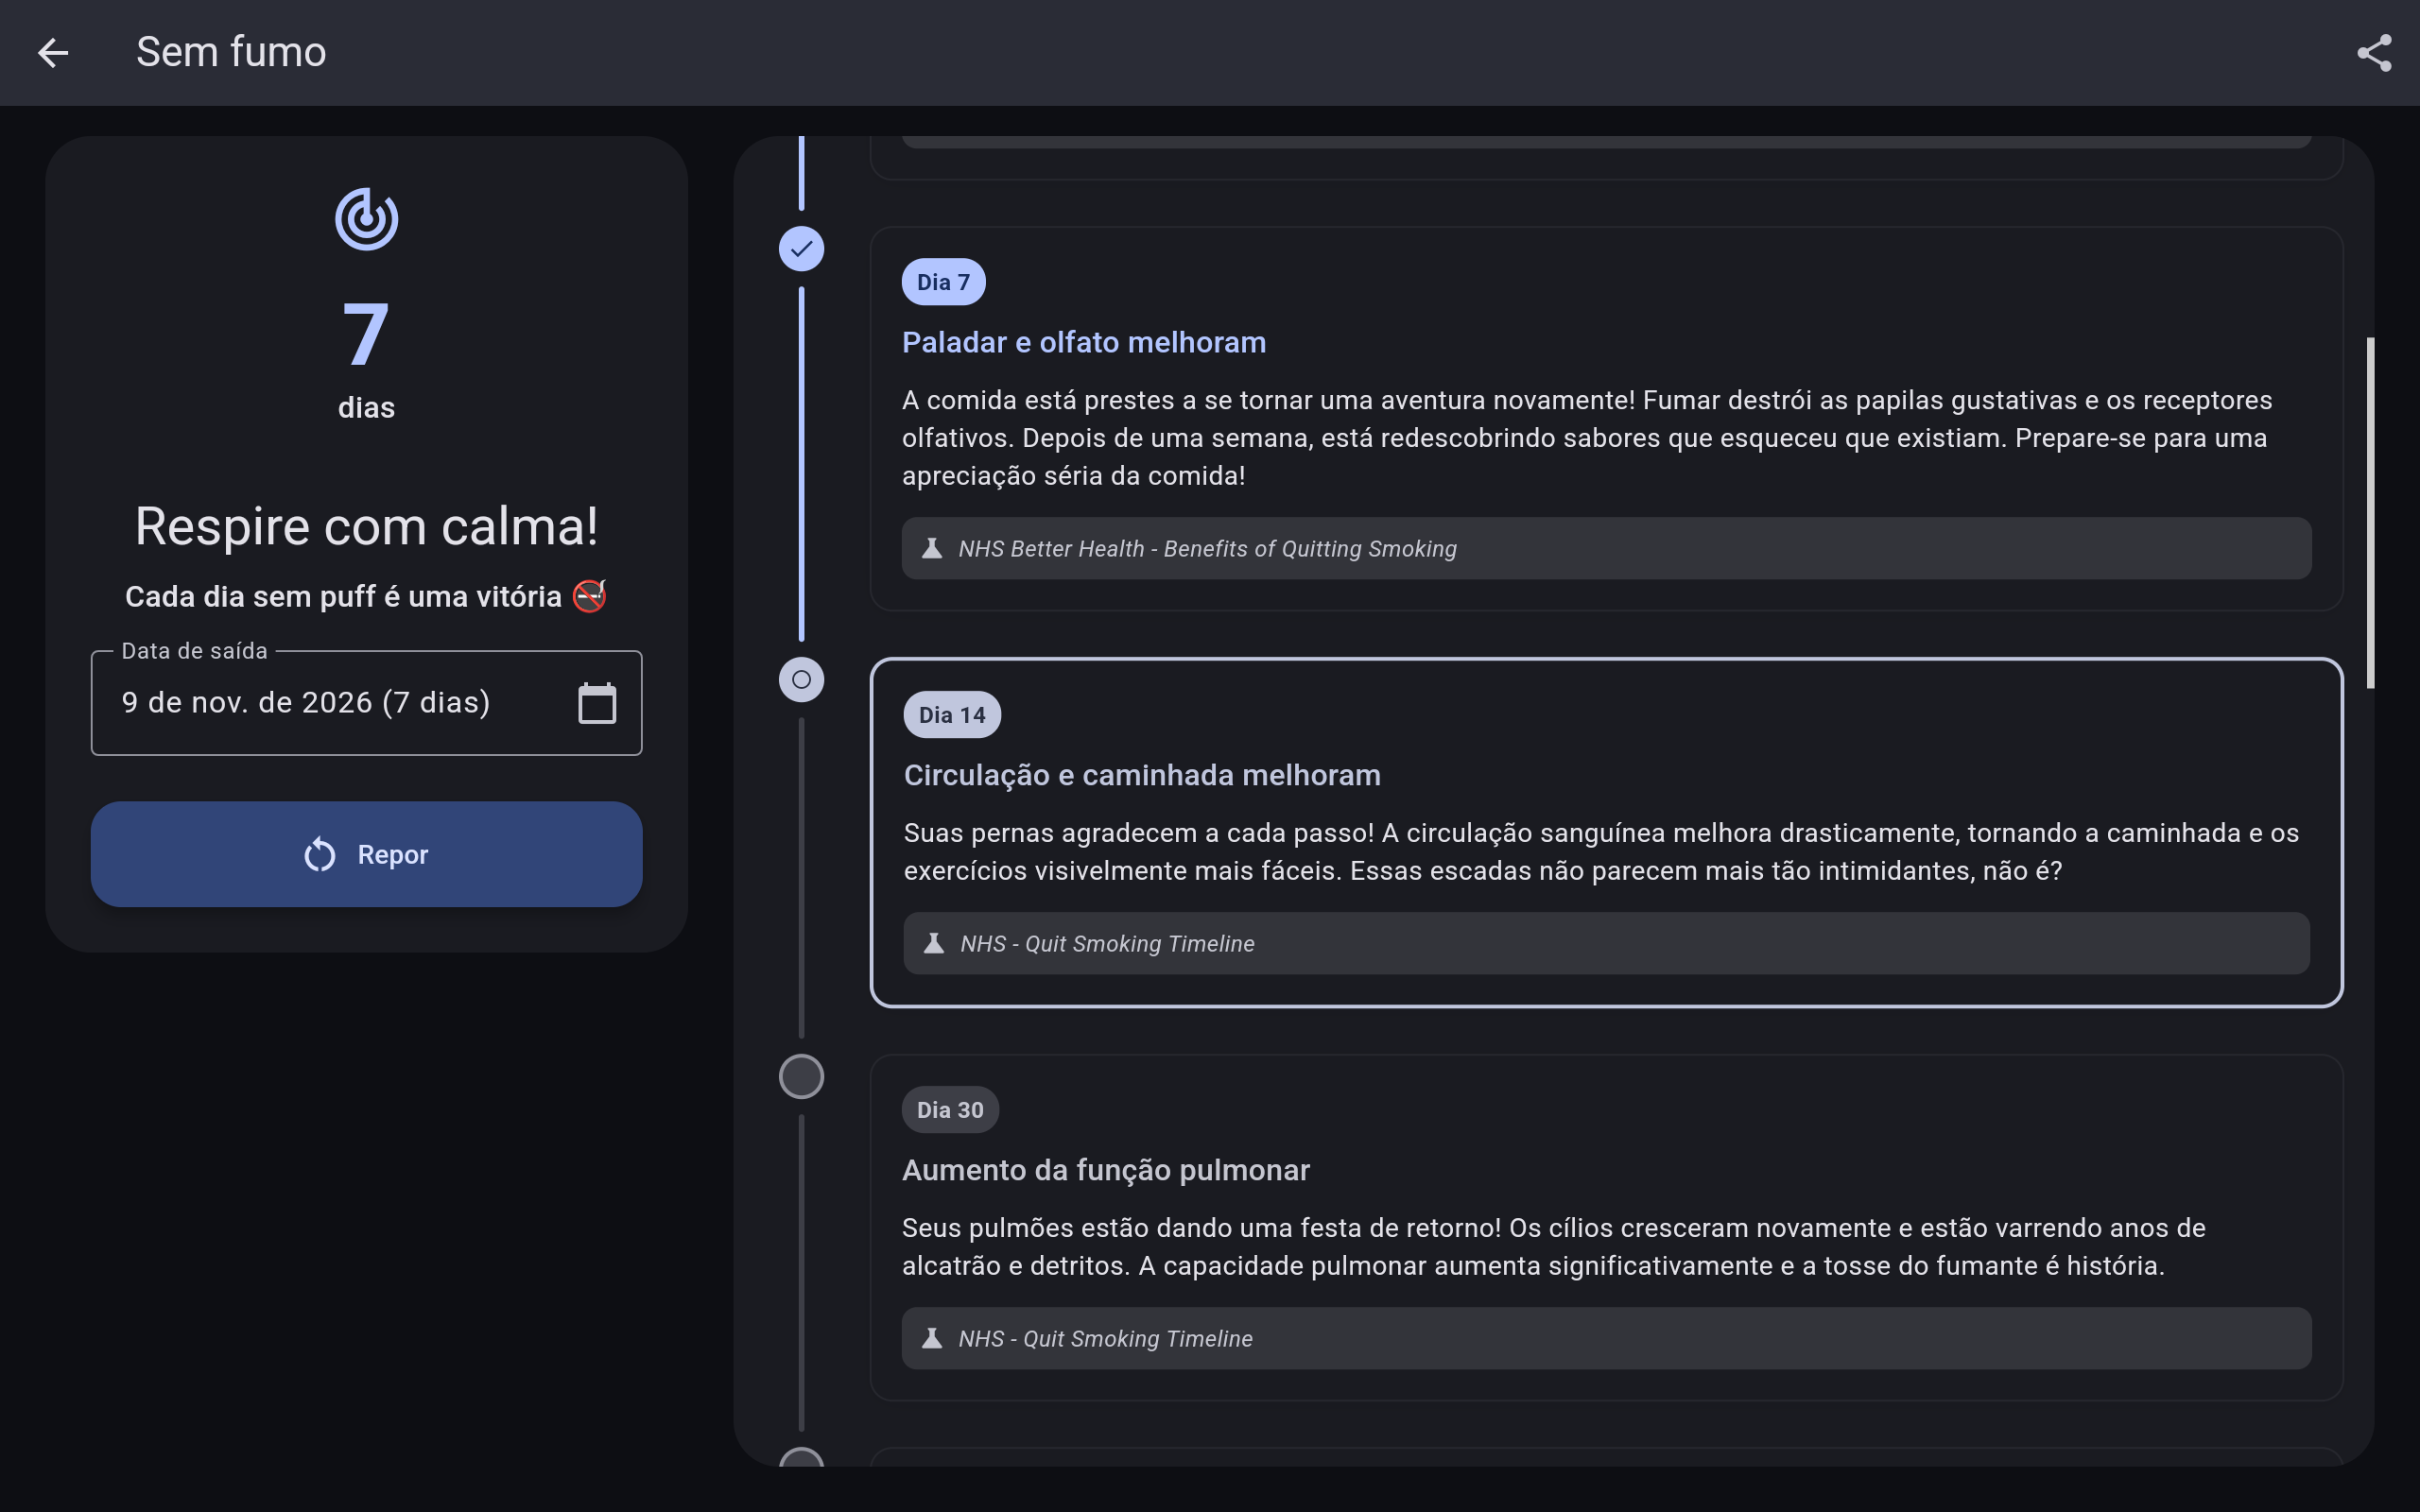 Sem fumo
7
dias
Respire com calma!
Cada dia sem puff é uma vitória 🚭
Data de saída
9 de nov. de 2026 (7 dias)
Repor
Dia 7
Paladar e olfato melhoram
A comida está prestes a se tornar uma aventura novamente! Fumar destrói as papilas gustativas e os receptores
olfativos. Depois de uma semana, está redescobrindo sabores que esqueceu que existiam. Prepare-se para uma
apreciação séria da comida!
NHS Better Health - Benefits of Quitting Smoking
Dia 14
Circulação e caminhada melhoram
Suas pernas agradecem a cada passo! A circulação sanguínea melhora drasticamente, tornando a caminhada e os
exercícios visivelmente mais fáceis. Essas escadas não parecem mais tão intimidantes, não é?
NHS - Quit Smoking Timeline
Dia 30
Aumento da função pulmonar
Seus pulmões estão dando uma festa de retorno! Os cílios cresceram novamente e estão varrendo anos de
alcatrão e detritos. A capacidade pulmonar aumenta significativamente e a tosse do fumante é história.
NHS - Quit Smoking Timeline